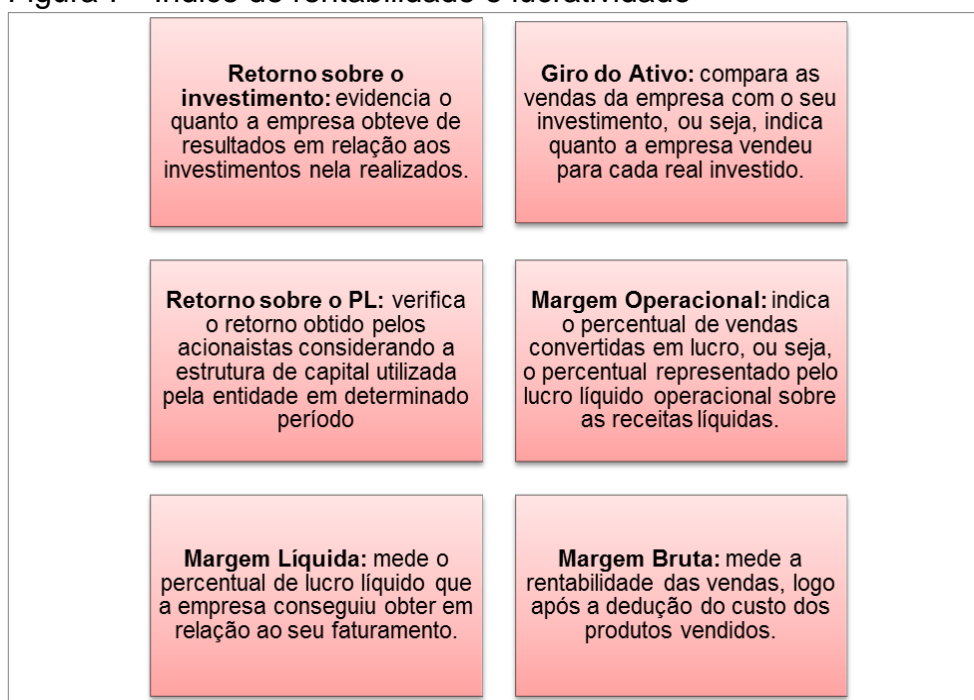 Retorno sobre o
investimento: evidencia o
quanto a empresa obteve de
resultados em relação aos
investimentos nela realizados.
Giro do Ativo: compara as
vendas da empresa com o seu
investimento, ou seja, indica
quanto a empresa vendeu
para cada real investido.
Retorno sobre o PL: verifica
o retorno obtido pelos
acionaistas considerando a
estrutura de capital utilizada
pela entidade em determinado
período
Margem Operacional: indica
o percentual de vendas
convertidas em lucro, ou seja,
o percentual representado pelo
lucro líquido operacional sobre
as receitas líquidas.
Margem Líquida: mede o
percentual de lucro líquido que
a empresa conseguiu obter em
relação ao seu faturamento.
Margem Bruta: mede a
rentabilidade das vendas, logo
após a dedução do custo dos
produtos vendidos.